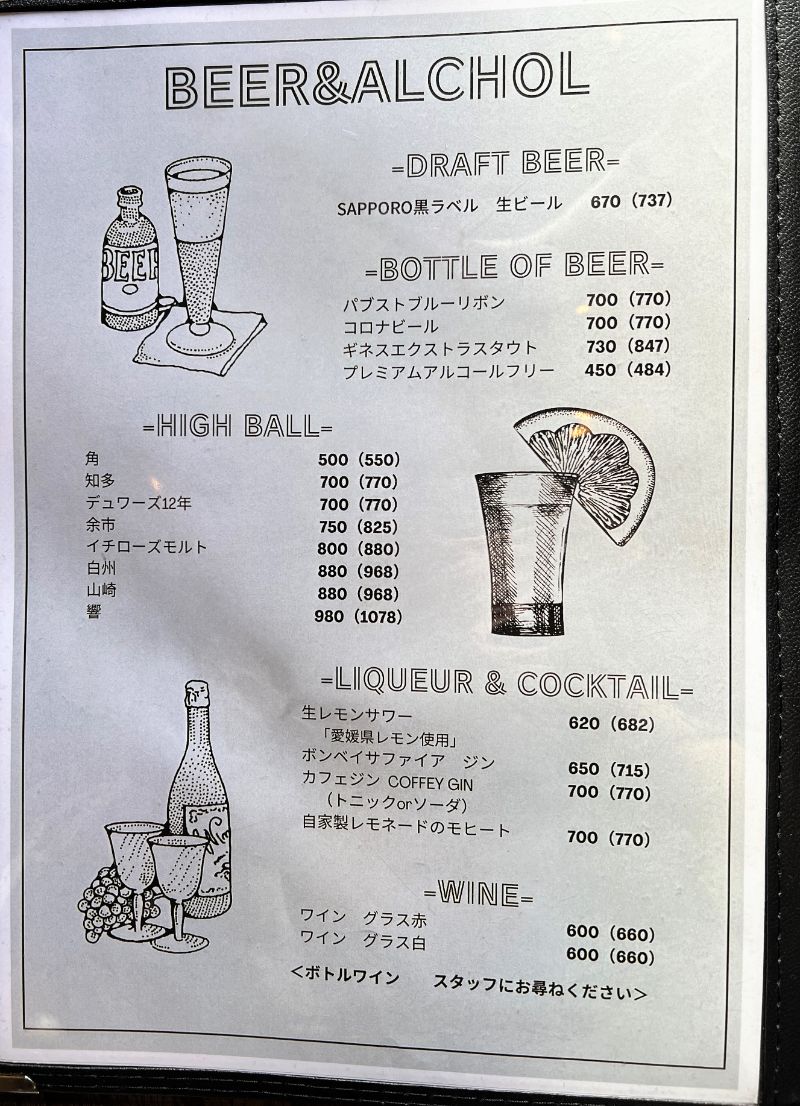 BEER&ALCHOL
BEER
-DRAFT BEER-
SAPPORO黒ラベル 生ビール 670（737）
-BOTTLE OF BEER-
パブストブルーリボン 700（770）
コロナビール 700（770）
ギネスエクストラスタウト 730（847）
プレミアムアルコールフリー 450（484）
-HIGH BALL-
角 500（550）
知多 700（770）
デュワーズ12年 700（770）
余市 750（825）
イチローズモルト 800（880）
白州 880（968）
山崎 880（968）
響 980（1078）
-LIQUEUR & COCKTAIL-
生レモンサワー 620（682）
「愛媛県レモン使用」
ボンベイサファイア ジン 650（715）
カフェジン COFFEY GIN 700（770）
（トニックorソーダ）
自家製レモネードのモヒート 700（770）
-WINE-
ワイン グラス赤 600（660）
ワイン グラス白 600（660）
＜ボトルワイン スタッフにお尋ねください＞